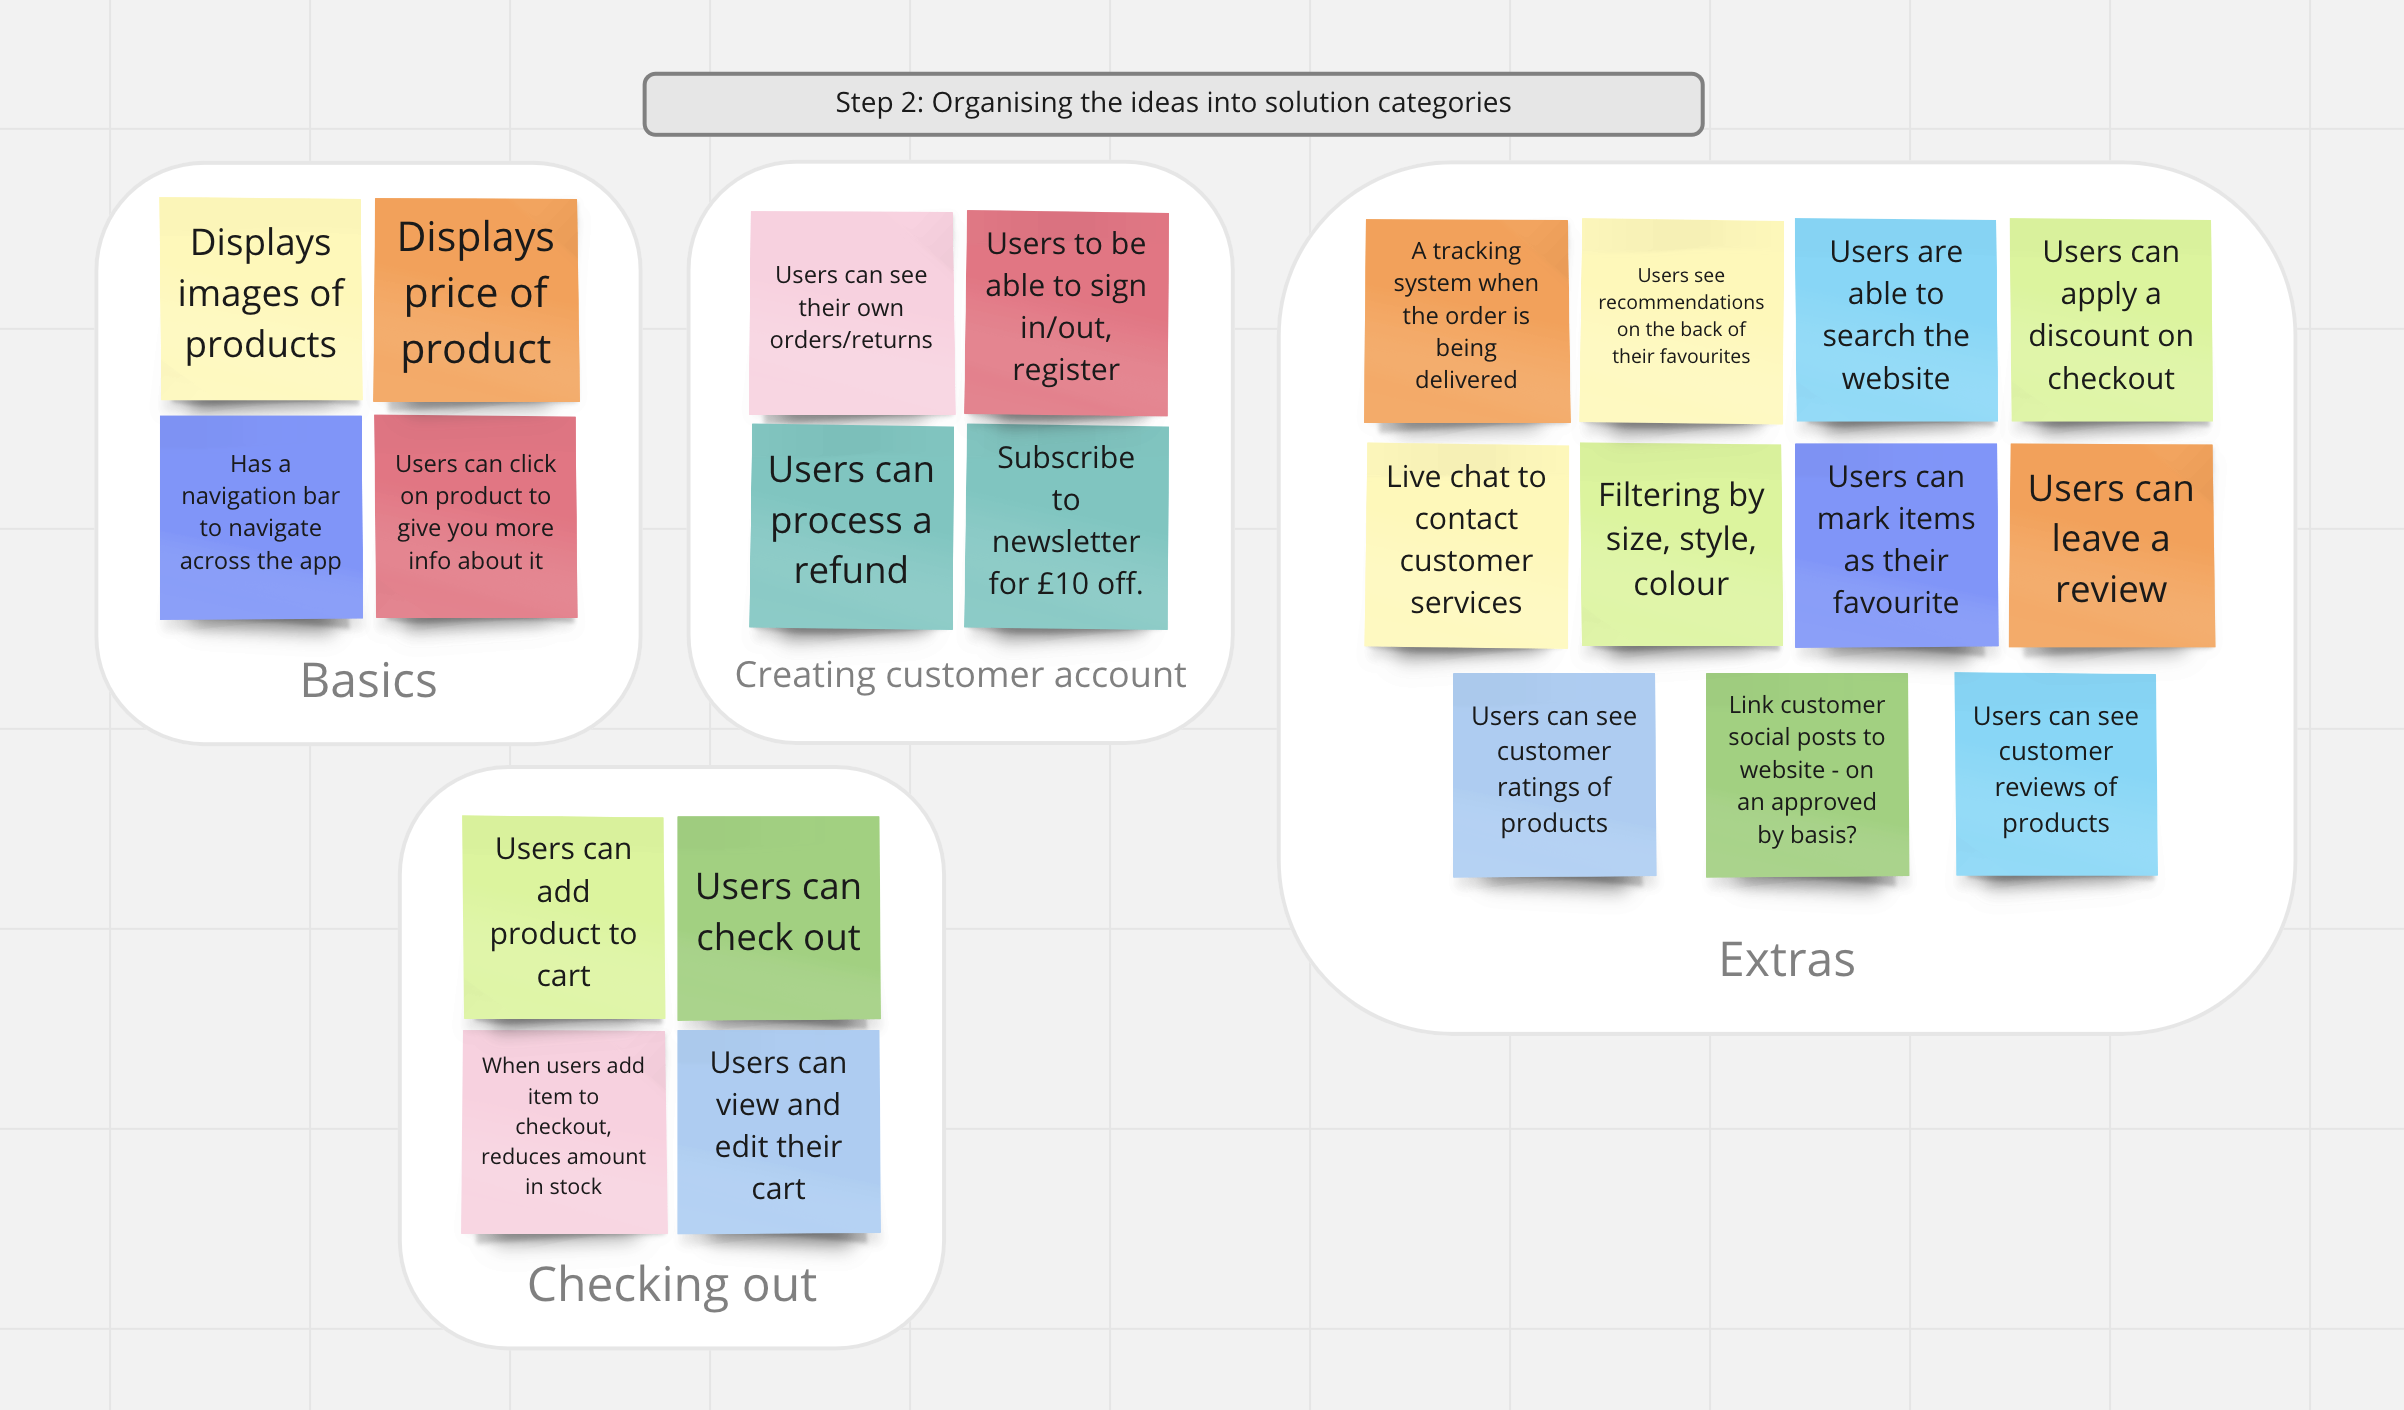 Step 2: Organising the ideas into solution categories
Displays
images of
products
Displays
price of
product
Has a
navigation bar
to navigate
across the app
Users can click
on product to
give you more
info about it
Basics
Users can see
their own
orders/returns
Users to be
able to sign
in/out,
register
Users can
process a
refund
Subscribe
to
newsletter
for £10 off.
Creating customer account
A tracking
system when
the order is
being
delivered
Users see
recommendations
on the back of
their favourites
Users are
able to
search the
website
Users can
apply a
discount on
checkout
Live chat to
contact
customer
services
Filtering by
size, style,
colour
Users can
mark items
as their
favourite
Users can
leave a
review
Users can see
customer
ratings of
products
Link customer
social posts to
website - on
an approved
by basis?
Users can see
customer
reviews of
products
Extras
Users can
add
product to
cart
Users can
check out
When users add
item to
checkout,
reduces amount
in stock
Users can
view and
edit their
cart
Checking out